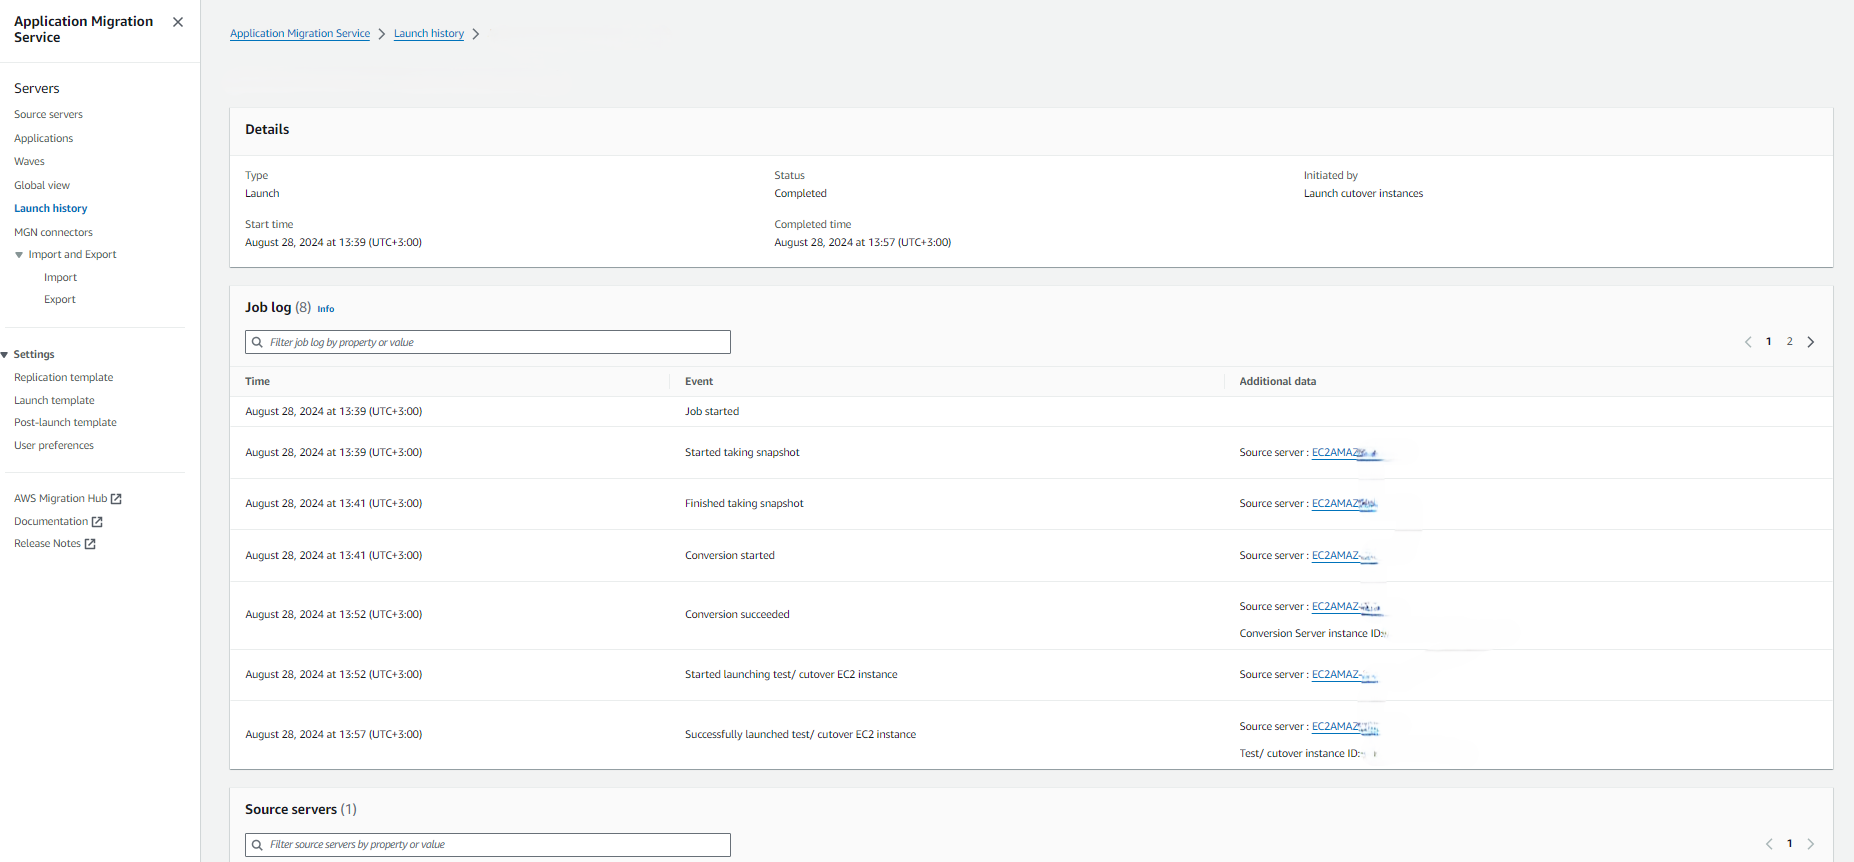 Application Migration
Service
Servers
Source servers
Applications
Waves
Global view
Launch history
MGN connectors
Import and Export
Import
Export
Settings
Replication template
Launch template
Post-launch template
User preferences
AWS Migration Hub
Documentation
Release Notes
Application Migration Service > Launch history >
Details
Type Status Initiated by
Launch Completed Launch cutover instances
Start time Completed time
August 28, 2024 at 13:39 (UTC+3:00) August 28, 2024 at 13:57 (UTC+3:00)
Job log (8) Info
Filter job log by property or value
1 2
Time Event Additional data
August 28, 2024 at 13:39 (UTC+3:00) Job started
August 28, 2024 at 13:39 (UTC+3:00) Started taking snapshot Source server : EC2AMAZ
August 28, 2024 at 13:41 (UTC+3:00) Finished taking snapshot Source server : EC2AMAZ
August 28, 2024 at 13:41 (UTC+3:00) Conversion started Source server : EC2AMAZ-
August 28, 2024 at 13:52 (UTC+3:00) Conversion succeeded Source server : EC2AMAZ-
Conversion Server instance ID:
August 28, 2024 at 13:52 (UTC+3:00) Started launching test/ cutover EC2 instance Source server : EC2AMAZ-
August 28, 2024 at 13:57 (UTC+3:00) Successfully launched test/ cutover EC2 instance Source server : EC2AMAZ
Test/ cutover instance ID:
Source servers (1)
Filter source servers by property or value
1